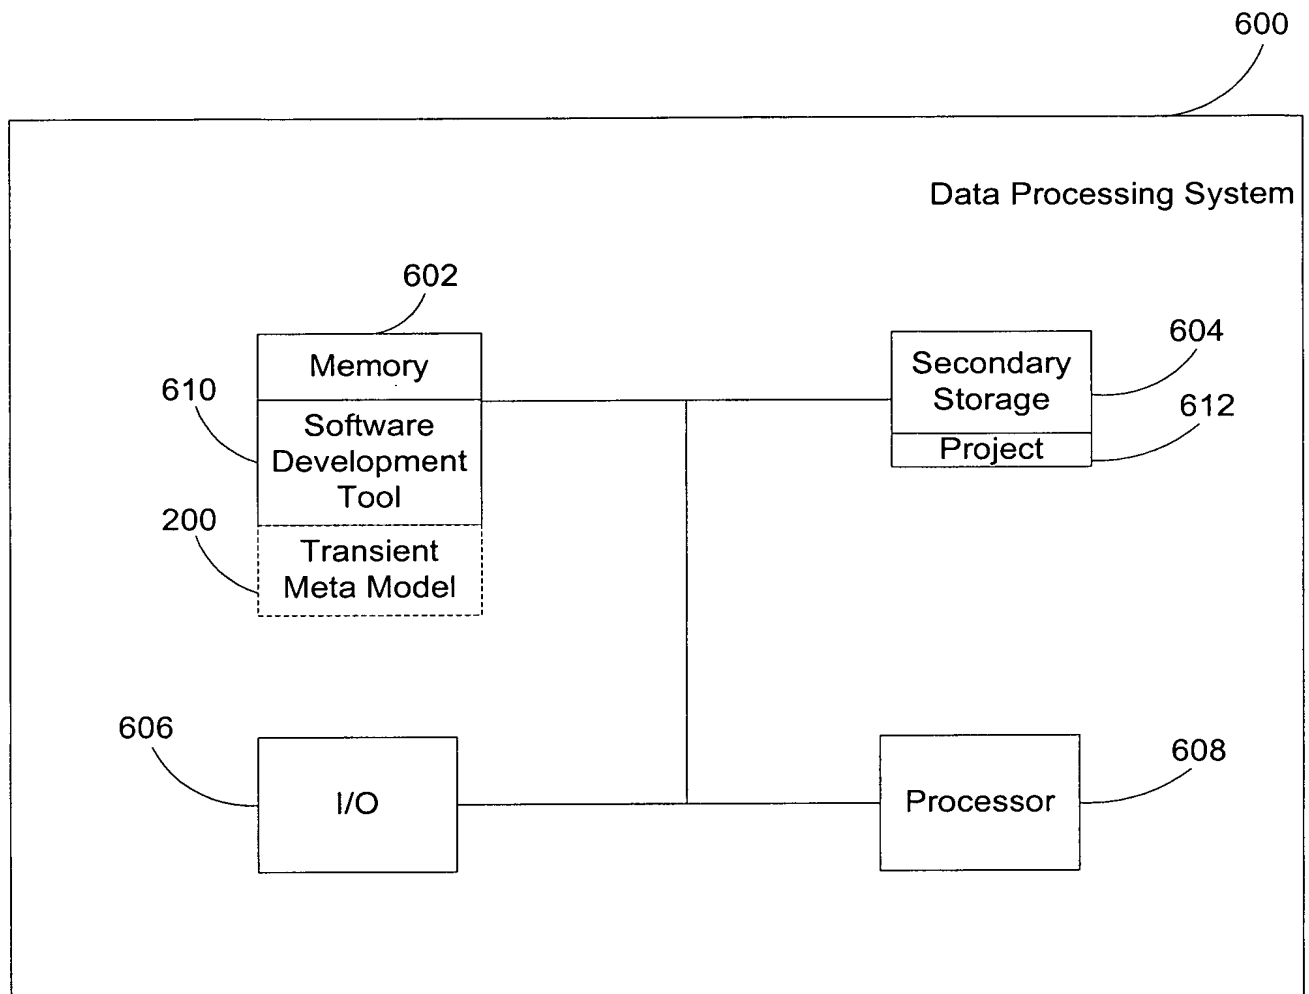 600
Data Processing System
602
Memory
610
Software
Development
Tool
200
Transient
Meta Model
604
Secondary
Storage
612
Project
606
I/O
608
Processor